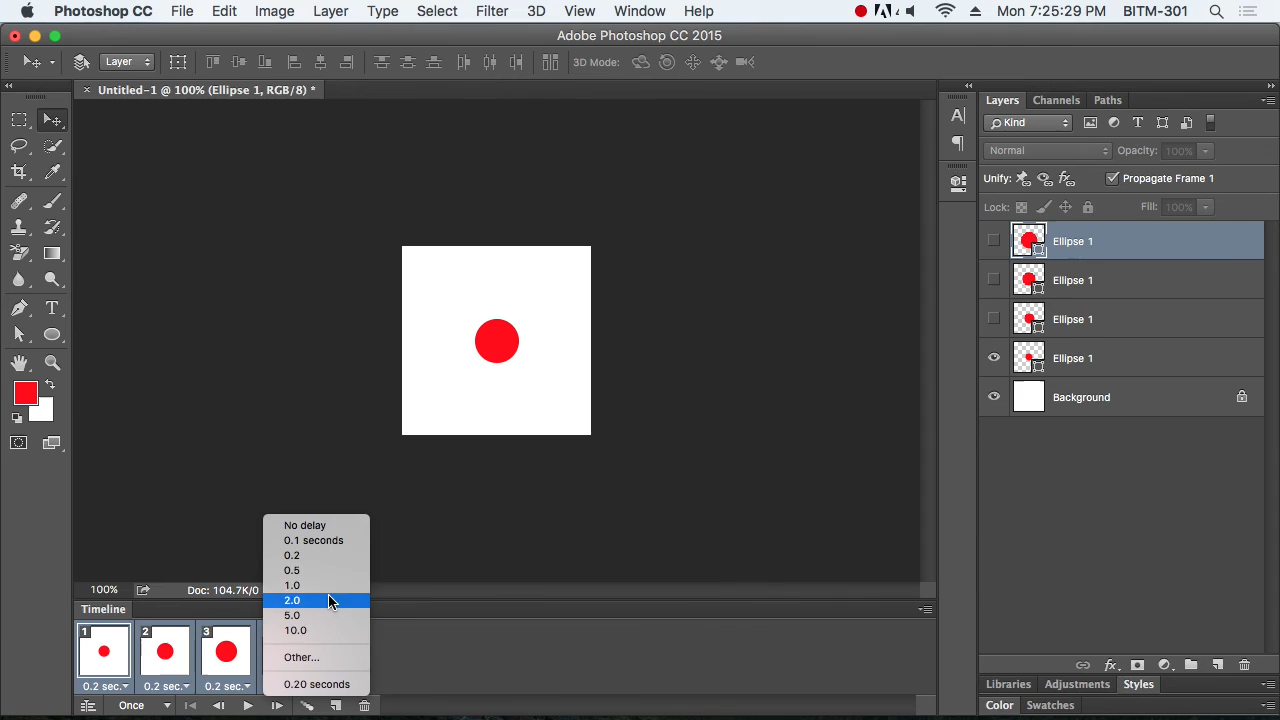 Photoshop CC File Edit Image Layer Type Select Filter 3D View Window Help Mon 7:25:29 PM BITM-301
Adobe Photoshop CC 2015
Layer 3D Mode:
Untitled-1 @ 100% (Ellipse 1, RGB/8) *
Layers Channels Paths
Kind
Normal Opacity: 100%
Unify: Propagate Frame 1
Lock: Fill: 100%
Ellipse 1
Ellipse 1
Ellipse 1
Ellipse 1
Background
No delay
0.1 seconds
0.2
0.5
1.0
2.0
5.0
10.0
Other...
0.20 seconds
100% Doc: 104.7K/0
Timeline
1 2 3
0.2 sec. 0.2 sec. 0.2 sec.
Once
Libraries Adjustments Styles
Color Swatches